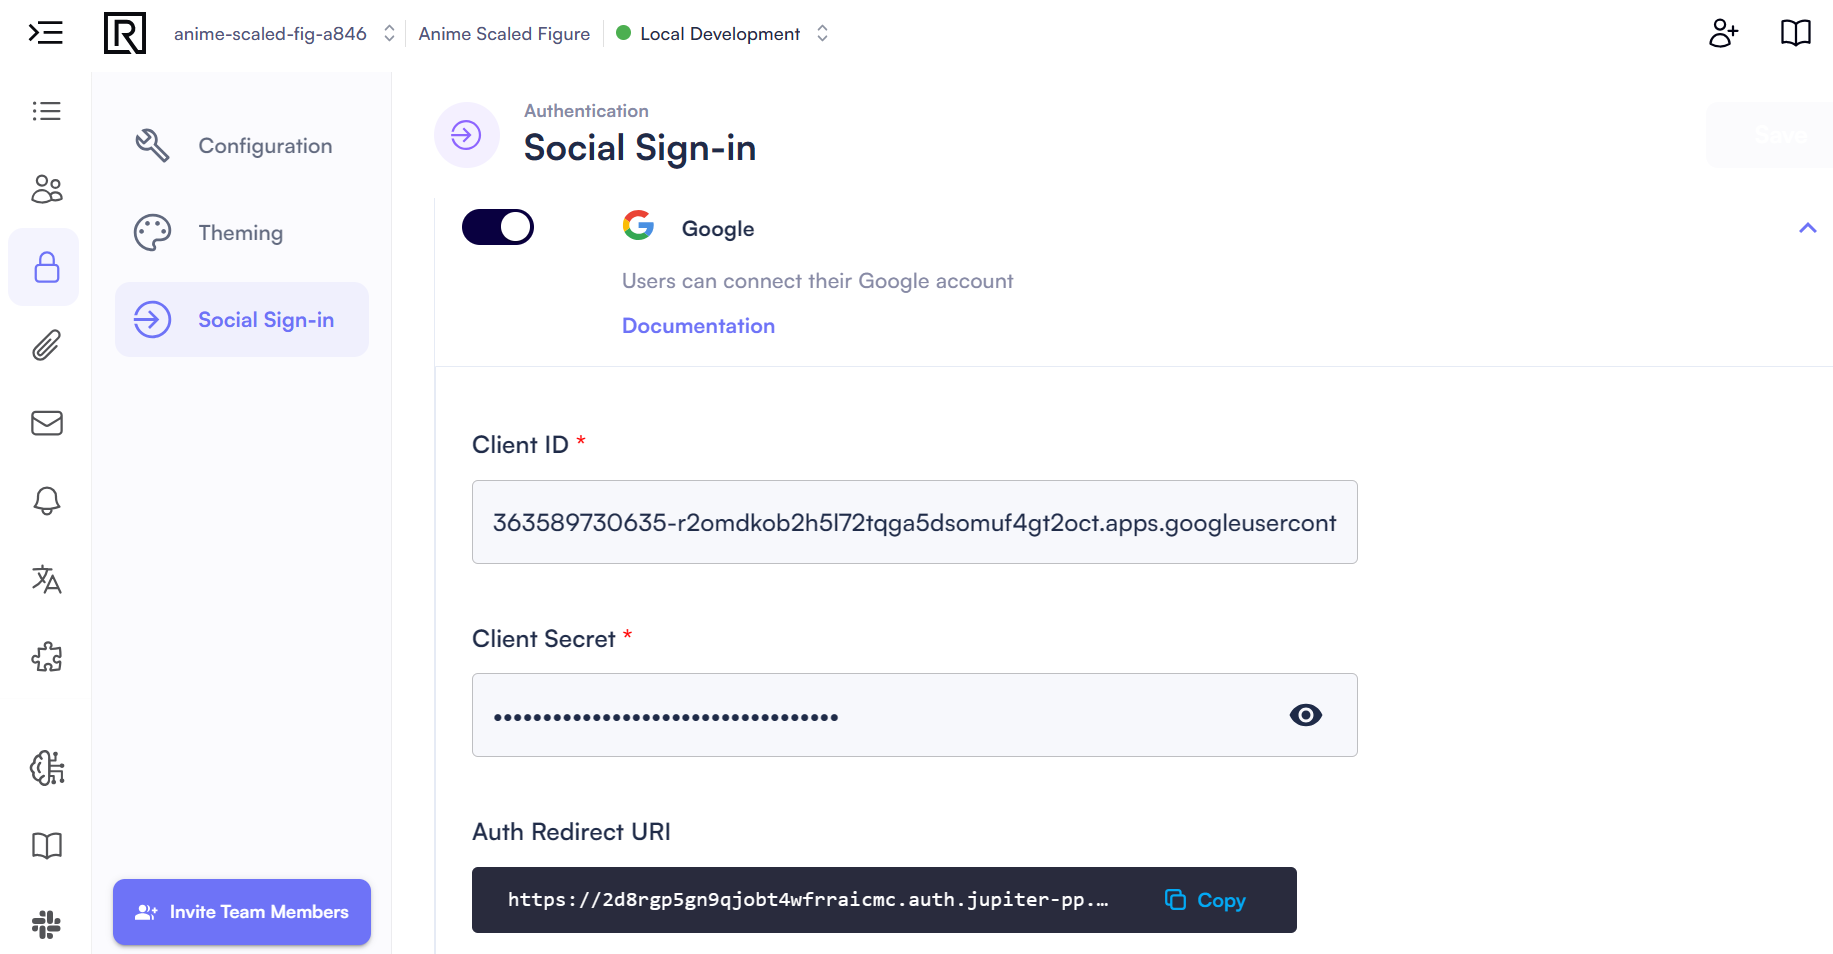 anime-scaled-fig-a846 Anime Scaled Figure Local Development
Configuration
Theming
Social Sign-in
Invite Team Members
Authentication
Social Sign-in
Save
Google
Users can connect their Google account
Documentation
Client ID *
363589730635-r2omdkob2h5l72tqga5dsomuf4gt2oct.apps.googleusercont
Client Secret *
••••••••••••••••••••••••••••••••••••
Auth Redirect URI
https://2d8rgp5gn9qjobt4wfrraicmc.auth.jupiter-pp.… Copy